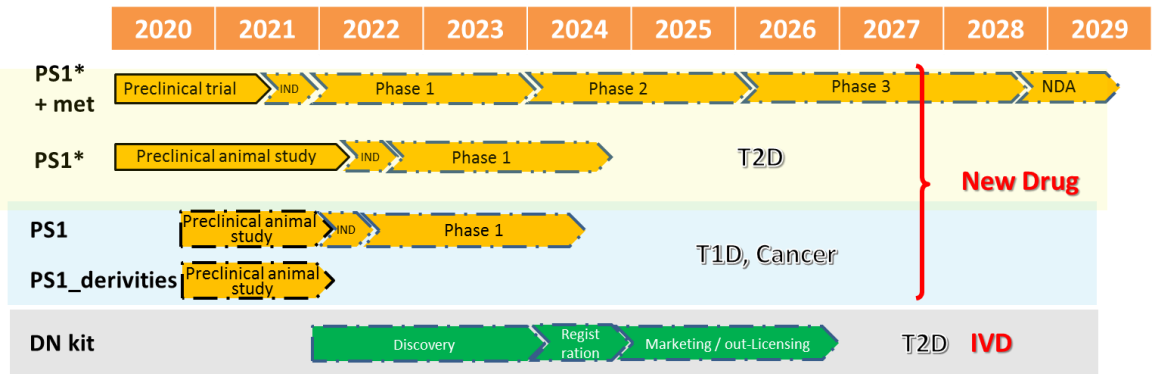 2020 2021 2022 2023 2024 2025 2026 2027 2028 2029
PS1*
+ met
Preclinical trial IND Phase 1 Phase 2 Phase 3 NDA
PS1*
Preclinical animal study IND Phase 1
T2D
New Drug
PS1
Preclinical animal
study
IND Phase 1
T1D, Cancer
PS1_derivities
Preclinical animal
study
DN kit
Discovery
Regist
ration
Marketing / out-Licensing
T2D IVD